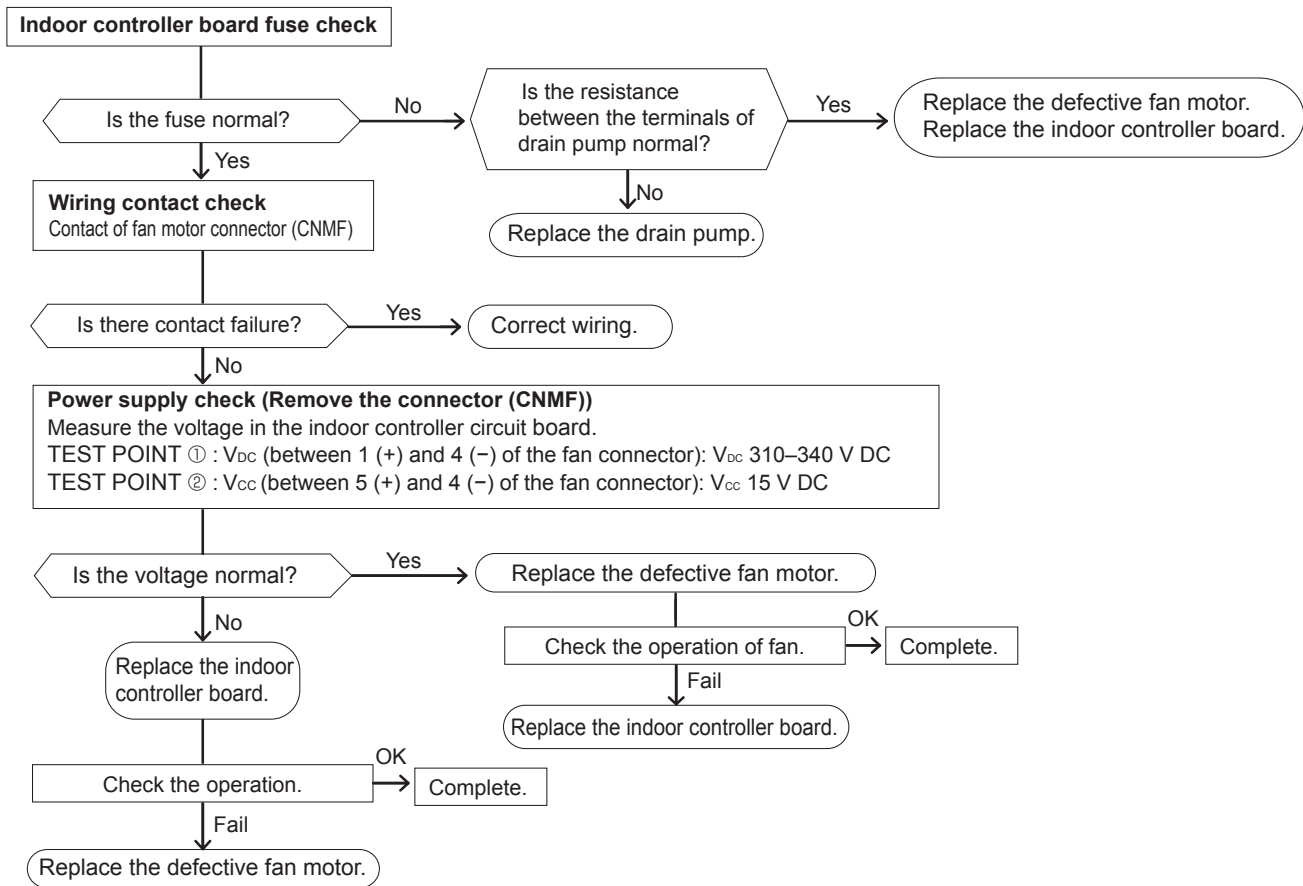 Indoor controller board fuse check
Is the fuse normal?
No
Is the resistance
between the terminals of
drain pump normal?
Yes
Replace the defective fan motor.
Replace the indoor controller board.
No
Replace the drain pump.
Yes
Wiring contact check
Contact of fan motor connector (CNMF)
Is there contact failure?
Yes
Correct wiring.
No
Power supply check (Remove the connector (CNMF))
Measure the voltage in the indoor controller circuit board.
TEST POINT ① : VDC (between 1 (+) and 4 (−) of the fan connector): VDC 310–340 V DC
TEST POINT ② : VCC (between 5 (+) and 4 (−) of the fan connector): VCC 15 V DC
Is the voltage normal?
Yes
Replace the defective fan motor.
Check the operation of fan.
OK
Complete.
Fail
Replace the indoor controller board.
No
Replace the indoor
controller board.
Check the operation.
OK
Complete.
Fail
Replace the defective fan motor.